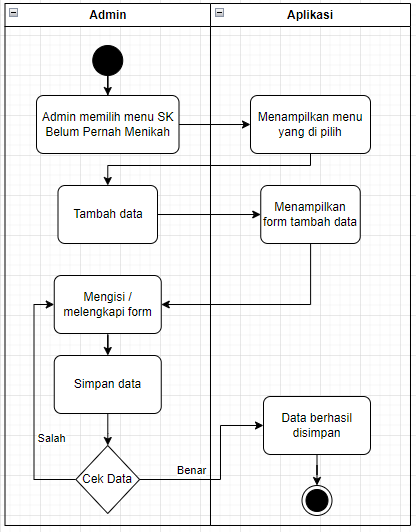 Admin
Aplikasi
Admin memilih menu SK
Belum Pernah Menikah
Menampilkan menu
yang di pilih
Tambah data
Menampilkan
form tambah data
Mengisi /
melengkapi form
Simpan data
Data berhasil
disimpan
Salah
Cek Data
Benar